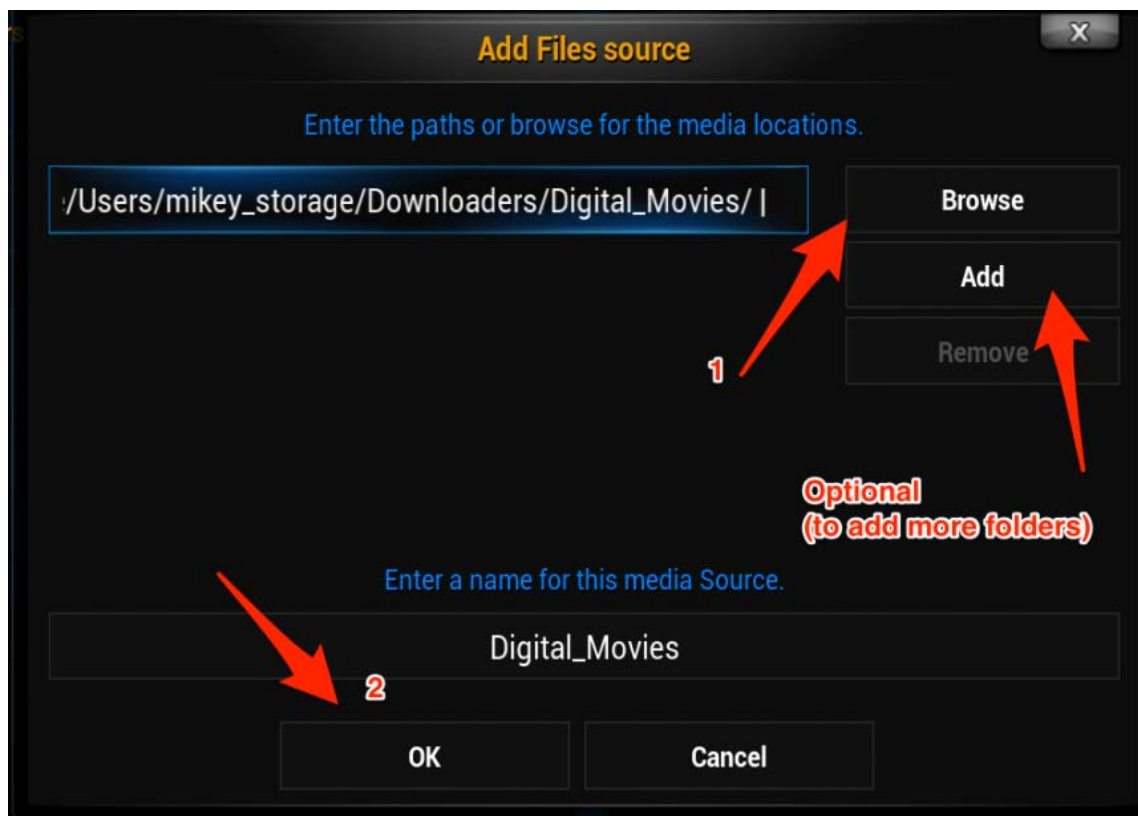 Add Files source
X
Enter the paths or browse for the media locations.
/Users/mikey_storage/Downloaders/Digital_Movies/ |
Browse
Add
Remove
1
Optional
(to add more folders)
Enter a name for this media Source.
Digital_Movies
2
OK
Cancel